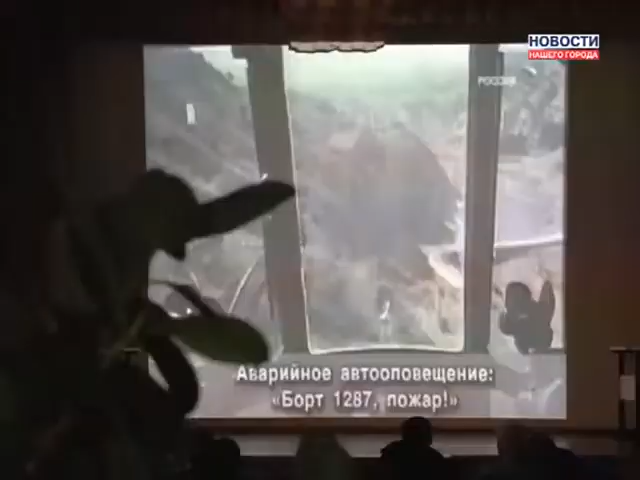 НОВОСТИ
НАШЕГО ГОРОДА
РОССИЯ
Аварийное автооповещение:
«Борт 1287, пожар!»